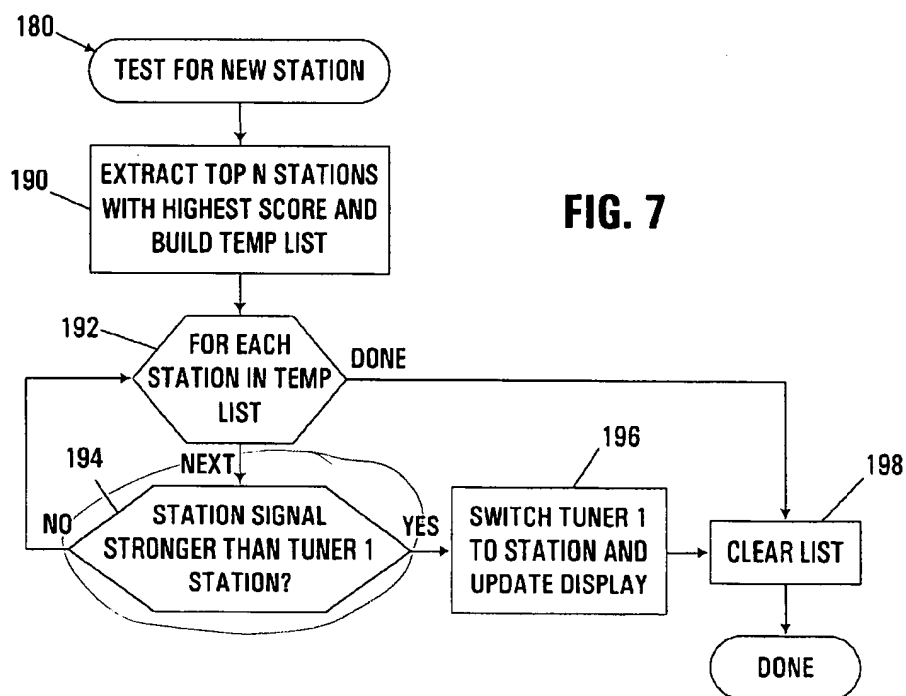 180
TEST FOR NEW STATION
190
EXTRACT TOP N STATIONS
WITH HIGHEST SCORE AND
BUILD TEMP LIST
FIG. 7
192
FOR EACH
STATION IN TEMP
LIST
DONE
194
NEXT
NO
STATION SIGNAL
STRONGER THAN TUNER 1
STATION?
YES
196
SWITCH TUNER 1
TO STATION AND
UPDATE DISPLAY
198
CLEAR LIST
DONE